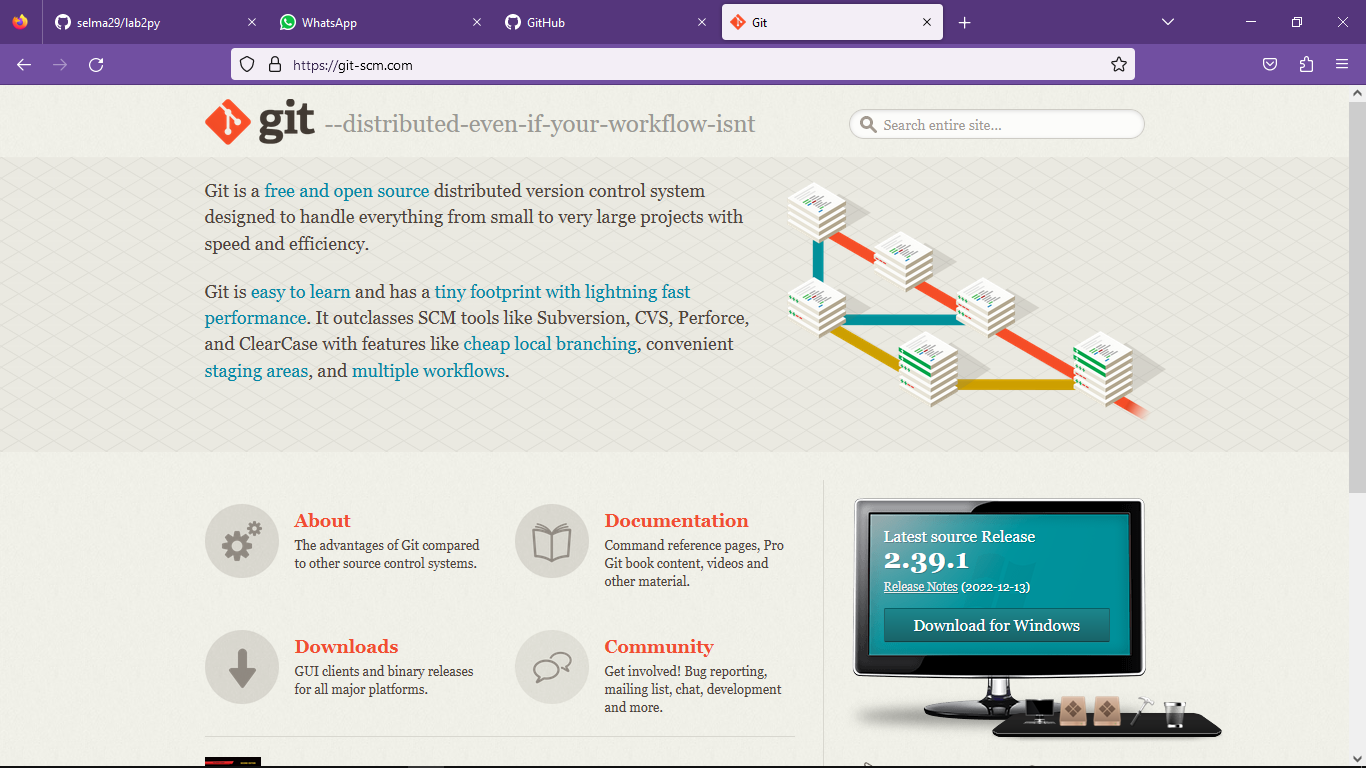 selma29/lab2py
WhatsApp
GitHub
Git
https://git-scm.com
git --distributed-even-if-your-workflow-isnt
Search entire site...
Git is a free and open source distributed version control system
designed to handle everything from small to very large projects with
speed and efficiency.
Git is easy to learn and has a tiny footprint with lightning fast
performance. It outclasses SCM tools like Subversion, CVS, Perforce,
and ClearCase with features like cheap local branching, convenient
staging areas, and multiple workflows.
About
The advantages of Git compared
to other source control systems.
Documentation
Command reference pages, Pro
Git book content, videos and
other material.
Downloads
GUI clients and binary releases
for all major platforms.
Community
Get involved! Bug reporting,
mailing list, chat, development
and more.
Latest source Release
2.39.1
Release Notes (2022-12-13)
Download for Windows